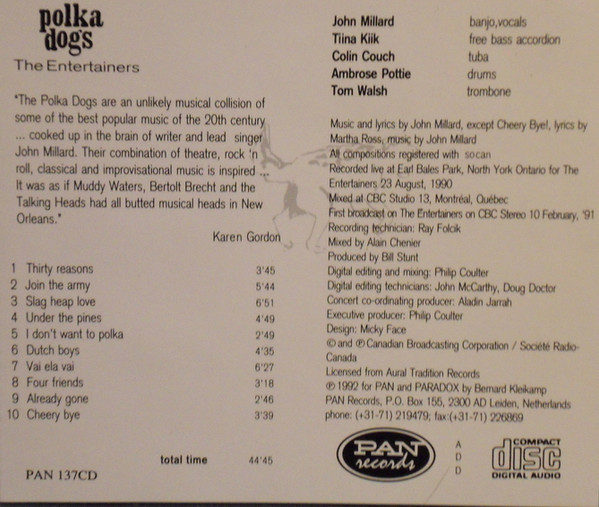 polka
dogs
The Entertainers
"The Polka Dogs are an unlikely musical collision of
some of the best popular music of the 20th century
... cooked up in the brain of writer and lead singer
John Millard. Their combination of theatre, rock 'n
roll, classical and improvisational music is inspired ...
It was as if Muddy Waters, Bertolt Brecht and the
Talking Heads had all butted musical heads in New
Orleans."
Karen Gordon
1 Thirty reasons 3'45
2 Join the army 5'44
3 Slag heap love 6'51
4 Under the pines 4'49
5 I don't want to polka 2'49
6 Dutch boys 4'35
7 Vai ela vai 6'27
8 Four friends 3'18
9 Already gone 2'46
10 Cheery bye 3'39
total time 44'45
PAN 137CD
John Millard banjo,vocals
Tiina Kiik free bass accordion
Colin Couch tuba
Ambrose Pottie drums
Tom Walsh trombone
Music and lyrics by John Millard, except Cheery Bye!, lyrics by
Martha Ross, music by John Millard
All compositions registered with socan
Recorded live at Earl Bales Park, North York Ontario for The
Entertainers 23 August, 1990
Mixed at CBC Studio 13, Montréal, Québec
First broadcast on The Entertainers on CBC Stereo 10 February, '91
Recording technician: Ray Folcik
Mixed by Alain Chenier
Produced by Bill Stunt
Digital editing and mixing: Philip Coulter
Digital editing technicians: John McCarthy, Doug Doctor
Concert co-ordinating producer: Aladin Jarrah
Executive producer: Philip Coulter
Design: Micky Face
© and ℗ Canadian Broadcasting Corporation / Société Radio-
Canada
Licensed from Aural Tradition Records
℗ 1992 for PAN and PARADOX by Bernard Kleikamp
PAN Records, P.O. Box 155, 2300 AD Leiden, Netherlands
phone: (+31-71) 219479; fax:(+31-71) 226869
PAN
records
A
D
D
COMPACT
disc
DIGITAL AUDIO